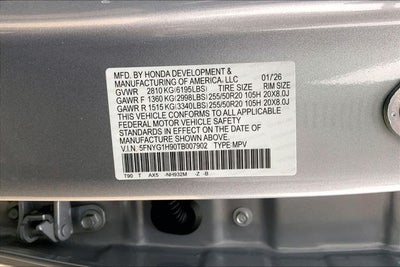 MFD. BY HONDA DEVELOPMENT &
MANUFACTURING OF AMERICA, LLC 01/26
GVWR 2810 KG(6195LBS) TIRE SIZE RIM SIZE
GAWR F 1360 KG(2998LBS) 255/50R20 105H 20X8.0J
GAWR R 1515 KG(3340LBS) 255/50R20 105H 20X8.0J
THIS VEHICLE CONFORMS TO ALL APPLICABLE
FEDERAL MOTOR VEHICLE SAFETY
STANDARDS IN EFFECT ON THE DATE OF
MANUFACTURE SHOWN ABOVE.
V.I.N. 5FNYG1H90TB007902 TYPE MPV
T90 T AX5 NH932M -Z -B